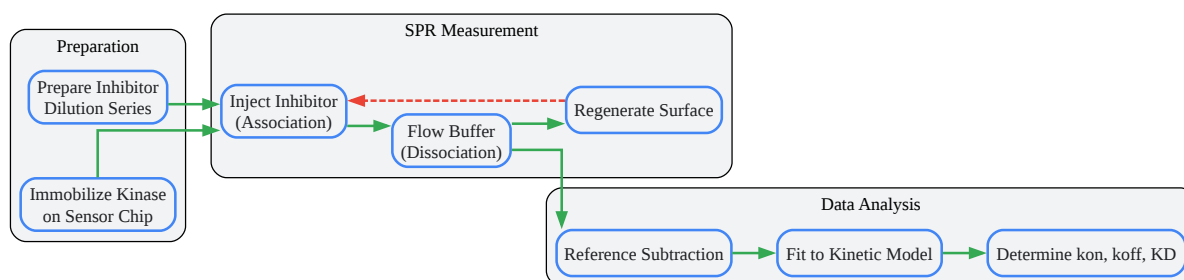 Preparation
Prepare Inhibitor
Dilution Series
Immobilize Kinase
on Sensor Chip
SPR Measurement
Inject Inhibitor
(Association)
Flow Buffer
(Dissociation)
Regenerate Surface
Data Analysis
Reference Subtraction
Fit to Kinetic Model
Determine kon, koff, KD